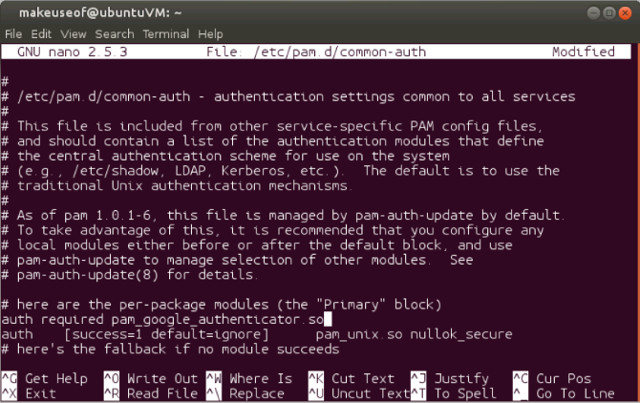 makeuseof@ubuntuVM: ~
File Edit View Search Terminal Help
GNU nano 2.5.3 File: /etc/pam.d/common-auth Modified
#
# /etc/pam.d/common-auth - authentication settings common to all services
#
# This file is included from other service-specific PAM config files,
# and should contain a list of the authentication modules that define
# the central authentication scheme for use on the system
# (e.g., /etc/shadow, LDAP, Kerberos, etc.).  The default is to use the
# traditional Unix authentication mechanisms.
#
# As of pam 1.0.1-6, this file is managed by pam-auth-update by default.
# To take advantage of this, it is recommended that you configure any
# local modules either before or after the default block, and use
# pam-auth-update to manage selection of other modules.  See
# pam-auth-update(8) for details.
# here are the per-package modules (the "Primary" block)
auth required pam_google_authenticator.so
auth    [success=1 default=ignore]      pam_unix.so nullok_secure
# here's the fallback if no module succeeds
^G Get Help ^O Write Out ^W Where Is ^K Cut Text ^J Justify ^C Cur Pos
^X Exit ^R Read File ^\ Replace ^U Uncut Text ^T To Spell ^_ Go To Line